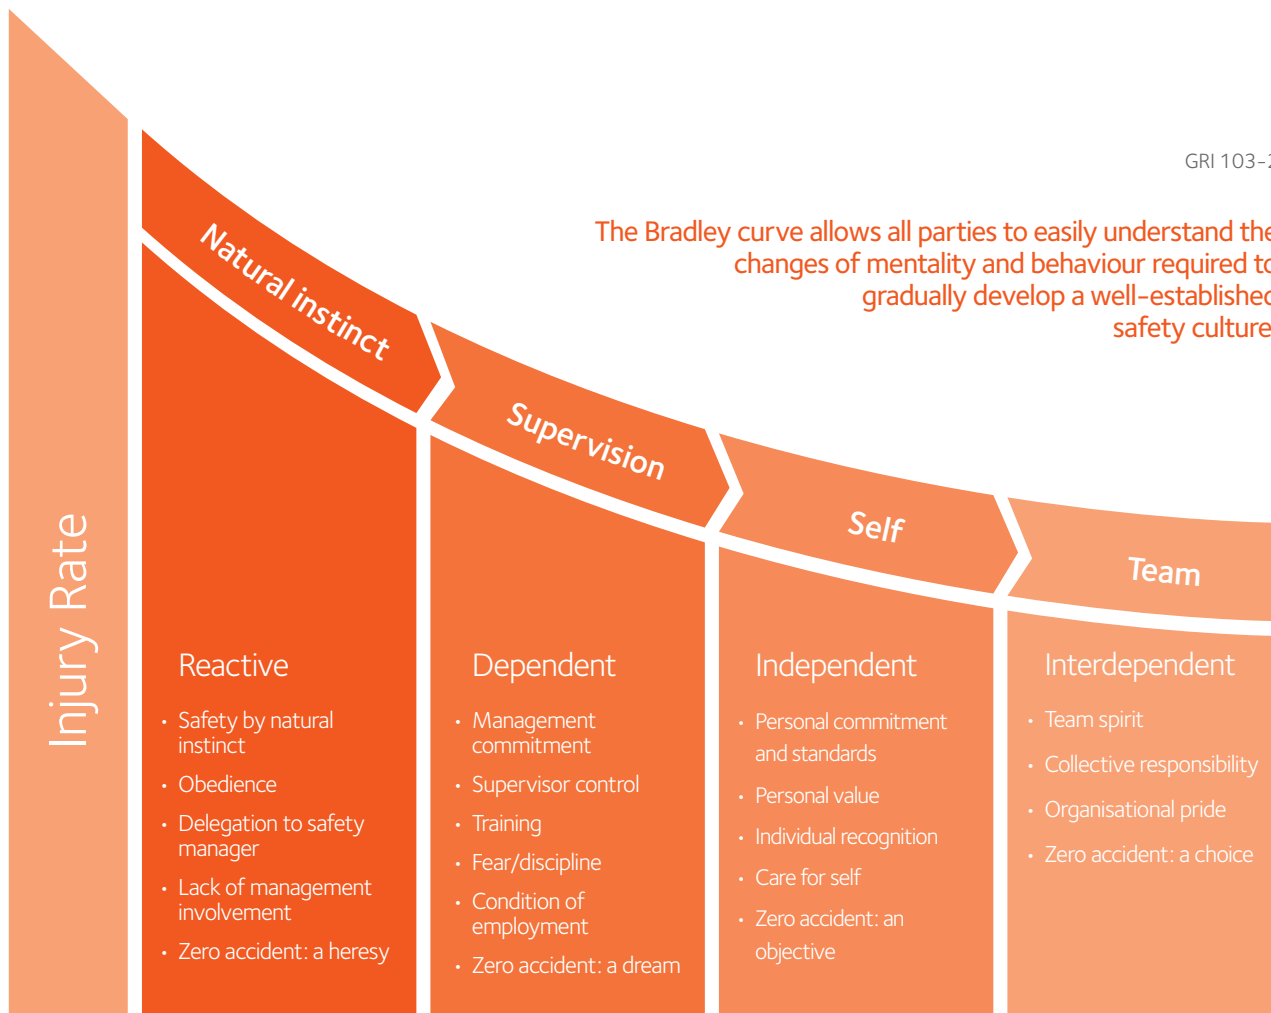 GRI 103-2
The Bradley curve allows all parties to easily understand the
changes of mentality and behaviour required to
gradually develop a well-established
safety culture
Injury Rate
Natural instinct
Supervision
Self
Team
Reactive
• Safety by natural
instinct
• Obedience
• Delegation to safety
manager
• Lack of management
involvement
• Zero accident: a heresy
Dependent
• Management
commitment
• Supervisor control
• Training
• Fear/discipline
• Condition of
employment
• Zero accident: a dream
Independent
• Personal commitment
and standards
• Personal value
• Individual recognition
• Care for self
• Zero accident: an
objective
Interdependent
• Team spirit
• Collective responsibility
• Organisational pride
• Zero accident: a choice